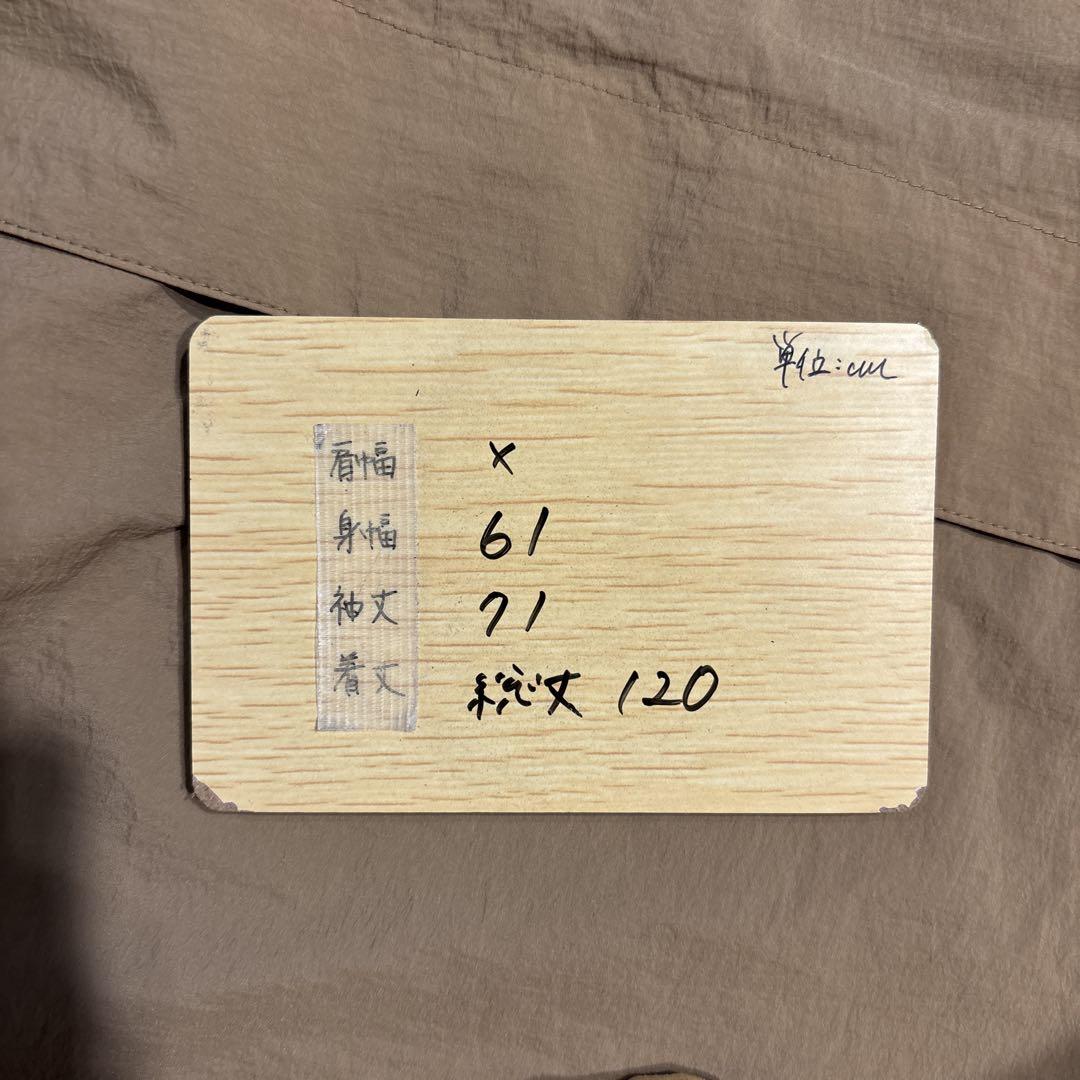 単位:cm
肩幅 ×
身幅 61
袖丈 71
着丈 総丈 120